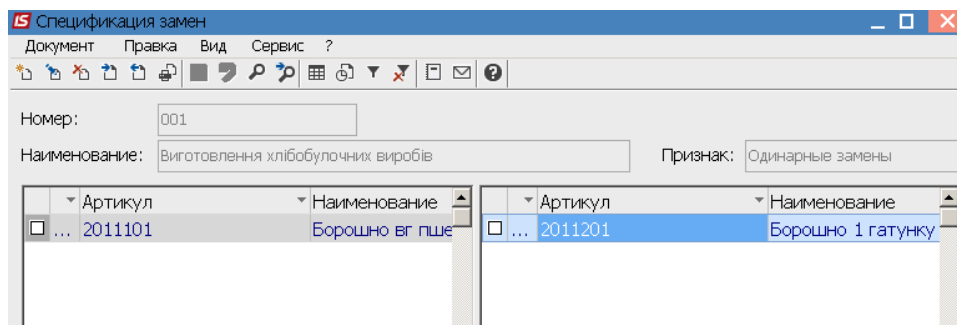 Спецификация замен
Документ Правка Вид Сервис ?
Номер: 001
Наименование: Виготовлення хлібобулочних виробів Признак: Одинарные замены
Артикул Наименование Артикул Наименование
... 2011101 Борошно вг пше ... 2011201 Борошно 1 гатунку